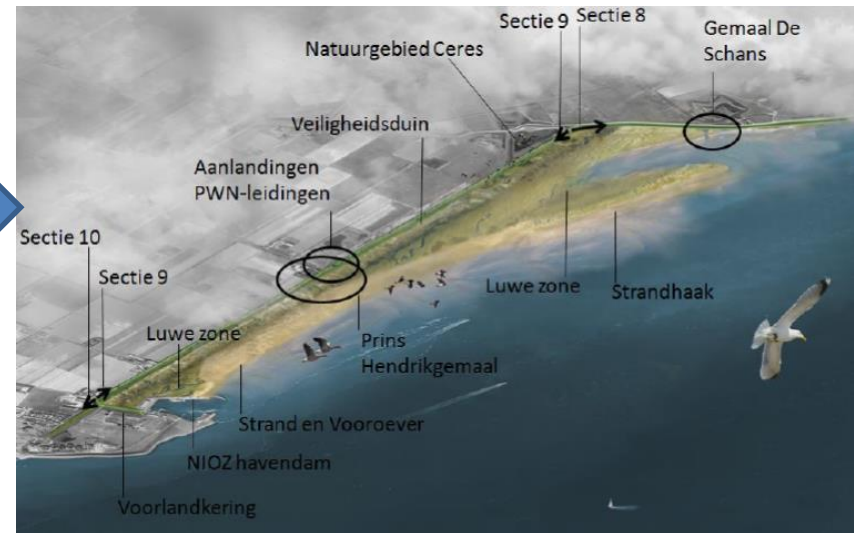 Sectie 9
Sectie 8
Gemaal De
Schans
Natuurgebied Ceres
Veiligheidsduin
Aanlandingen
PWN-leidingen
Sectie 10
Sectie 9
Luwe zone
Luwe zone
Strandhaak
Prins
Hendrikgemaal
Strand en Vooroever
NIOZ havendam
Voorlandkering